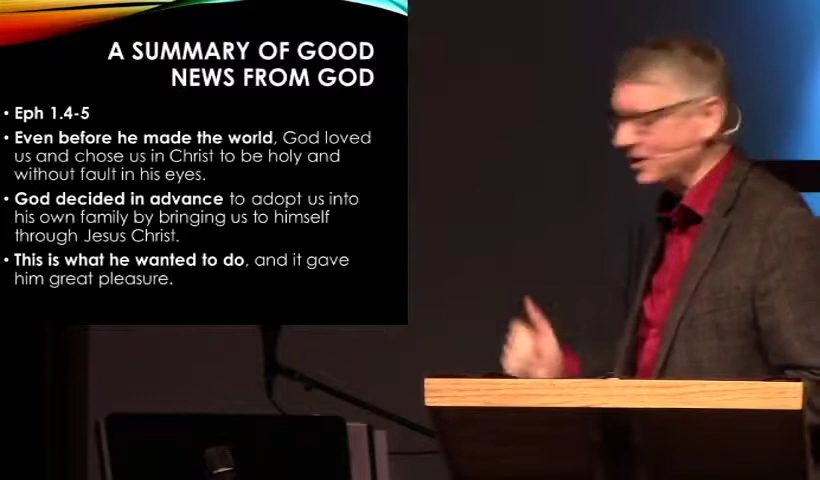 A SUMMARY OF GOOD
NEWS FROM GOD
• Eph 1.4-5
• Even before he made the world, God loved
us and chose us in Christ to be holy and
without fault in his eyes.
• God decided in advance to adopt us into
his own family by bringing us to himself
through Jesus Christ.
• This is what he wanted to do, and it gave
him great pleasure.